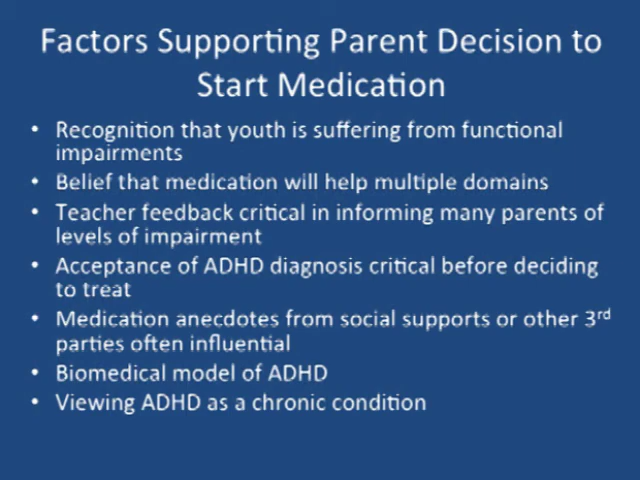 Factors Supporting Parent Decision to
Start Medication
• Recognition that youth is suffering from functional
impairments
• Belief that medication will help multiple domains
• Teacher feedback critical in informing many parents of
levels of impairment
• Acceptance of ADHD diagnosis critical before deciding
to treat
• Medication anecdotes from social supports or other 3rd
parties often influential
• Biomedical model of ADHD
• Viewing ADHD as a chronic condition